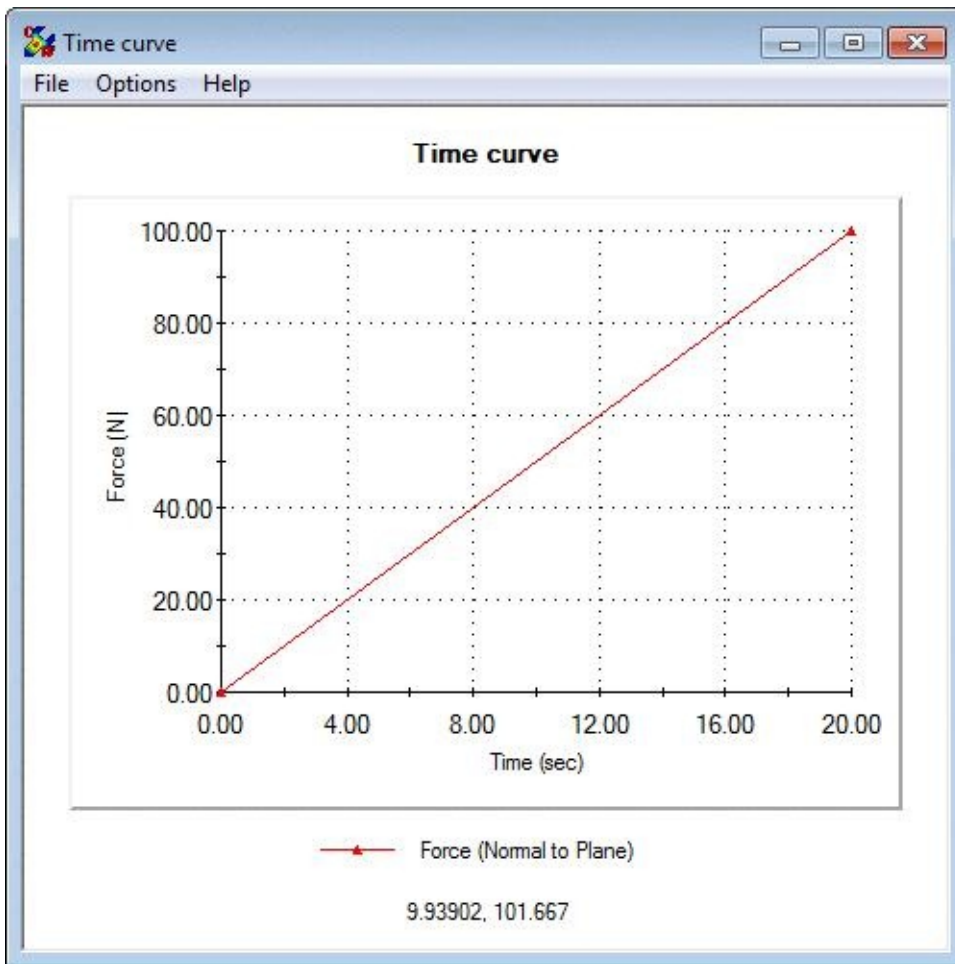 Time curve
File Options Help
Time curve
100.00
80.00
60.00
40.00
20.00
0.00
Force (N)
0.00 4.00 8.00 12.00 16.00 20.00
Time (sec)
Force (Normal to Plane)
9.93902, 101.667